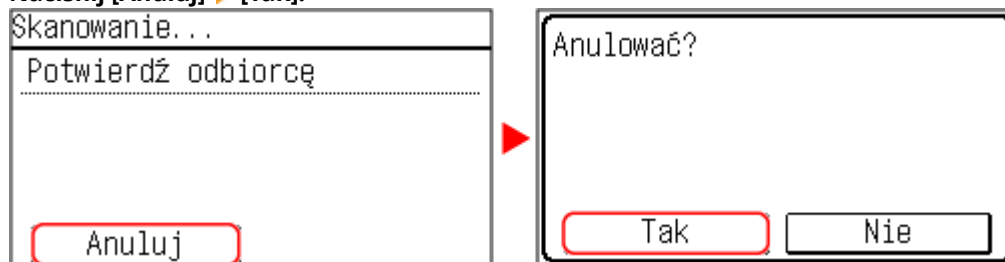 Skanowanie...
Potwierdź odbiorcę
Anuluj
Anulować?
Tak Nie